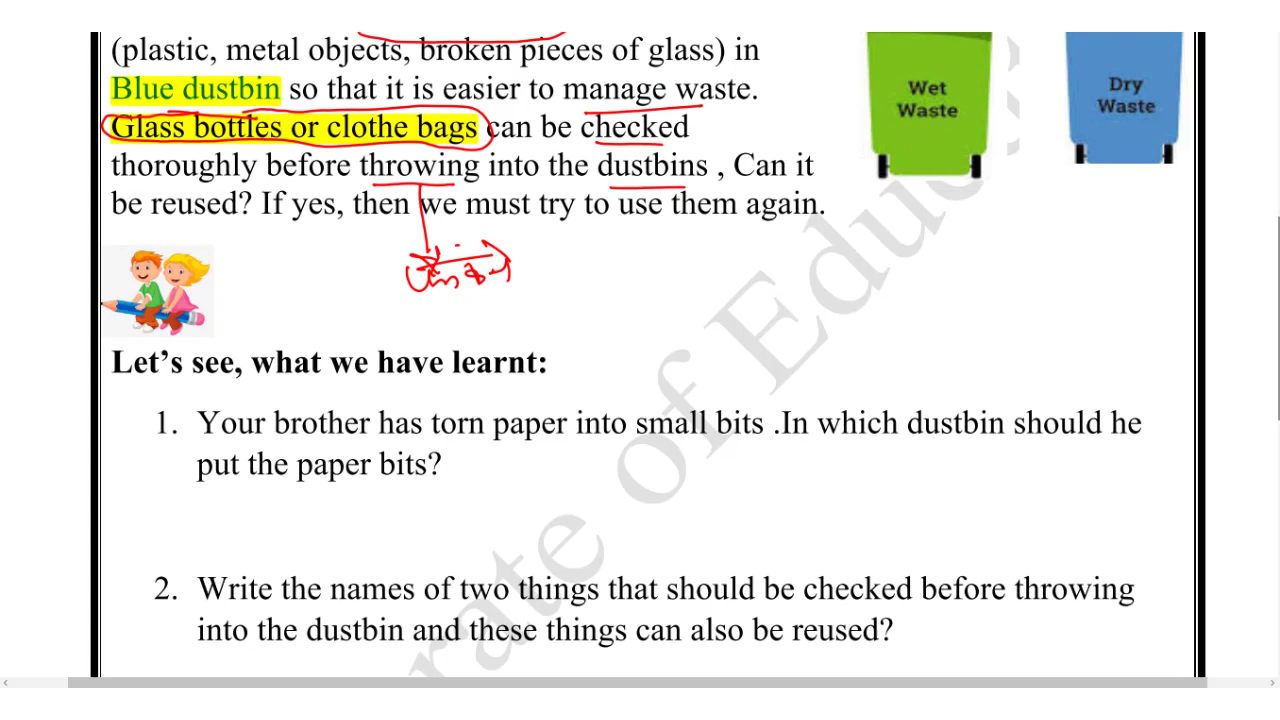 (plastic, metal objects, broken pieces of glass) in
Blue dustbin so that it is easier to manage waste.
Glass bottles or clothe bags can be checked
thoroughly before throwing into the dustbins , Can it
be reused? If yes, then we must try to use them again.
Wet
Waste
Dry
Waste
Let's see, what we have learnt:
1. Your brother has torn paper into small bits .In which dustbin should he
put the paper bits?
2. Write the names of two things that should be checked before throwing
into the dustbin and these things can also be reused?
rate of Educ